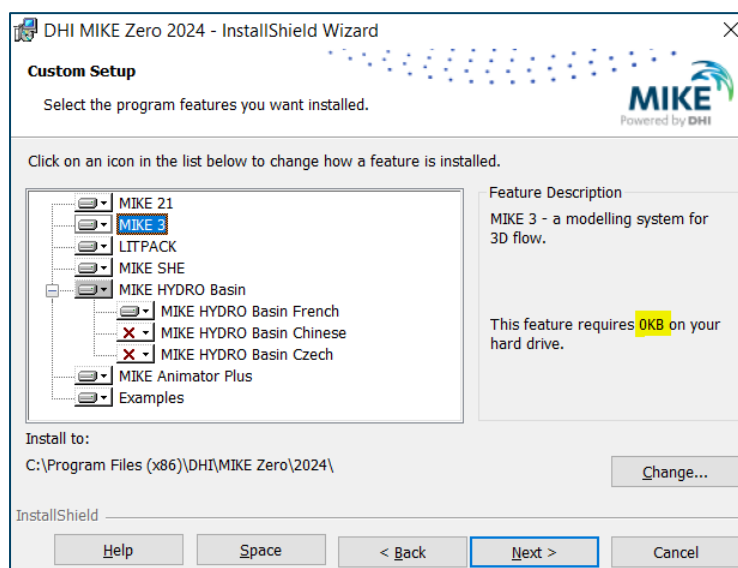 DHI MIKE Zero 2024 - InstallShield Wizard
Custom Setup
Select the program features you want installed.
MIKE
Powered by DHI
Click on an icon in the list below to change how a feature is installed.
MIKE 21
MIKE 3
LITPACK
MIKE SHE
MIKE HYDRO Basin
MIKE HYDRO Basin French
MIKE HYDRO Basin Chinese
MIKE HYDRO Basin Czech
MIKE Animator Plus
Examples
Feature Description
MIKE 3 - a modelling system for
3D flow.
This feature requires 0KB on your
hard drive.
Install to:
C:\Program Files (x86)\DHI\MIKE Zero\2024\
Change...
InstallShield
Help
Space
< Back
Next >
Cancel